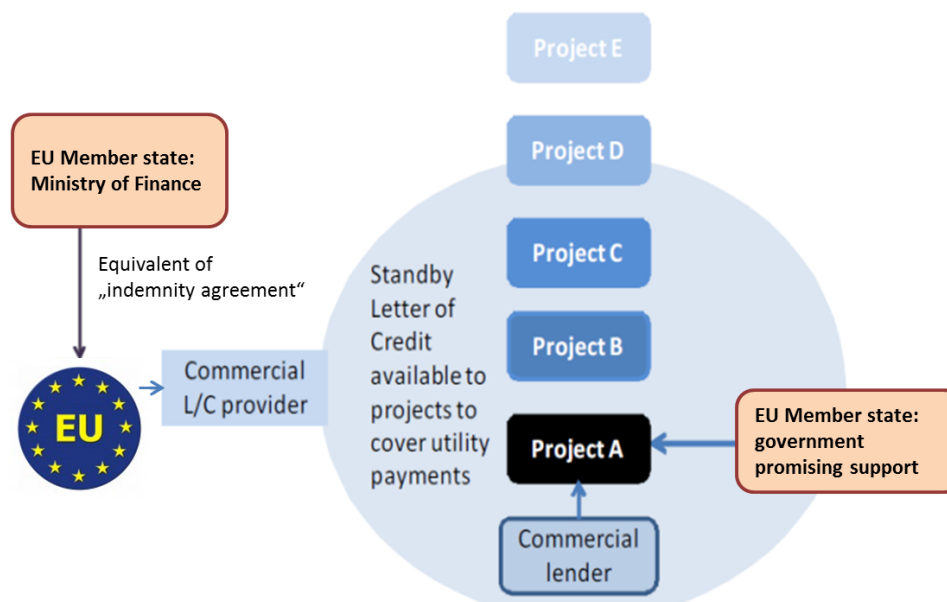 Project E
EU Member state:
Ministry of Finance
Project D
Equivalent of
„indemnity agreement“
Project C
Standby
Letter of
Credit
available to
projects to
cover utility
payments
Project B
Commercial
L/C provider
EU
Project A
EU Member state:
government
promising support
Commercial
lender